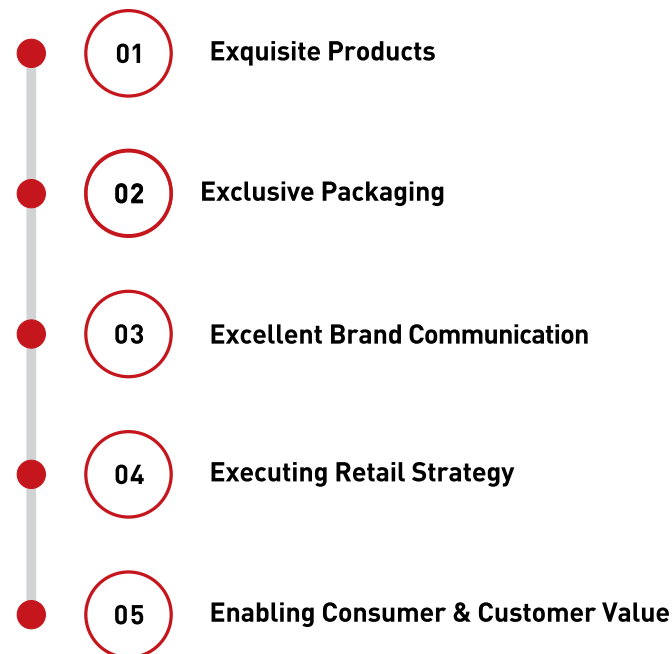 01 Exquisite Products
02 Exclusive Packaging
03 Excellent Brand Communication
04 Executing Retail Strategy
05 Enabling Consumer & Customer Value